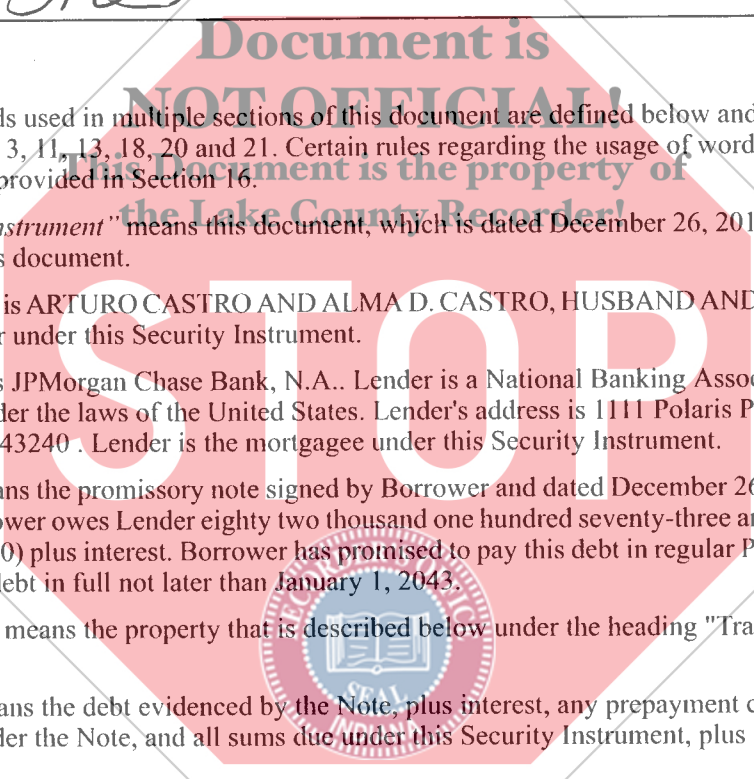 Document is
NOT OFFICIAL!
ds used in multiple sections of this document are defined below and
3, 11, 13, 18, 20 and 21. Certain rules regarding the usage of word
This Document is the property of
provided in Section 16.
the Lake County Recorder!
nstrument" means this document, which is dated December 26, 201
s document.
is ARTURO CASTRO AND ALMA D. CASTRO, HUSBAND AND
r under this Security Instrument.
STOP
s JPMorgan Chase Bank, N.A.. Lender is a National Banking Asso
der the laws of the United States. Lender's address is 1111 Polaris P
43240 . Lender is the mortgagee under this Security Instrument.
ans the promissory note signed by Borrower and dated December 26
ower owes Lender eighty two thousand one hundred seventy-three a
0) plus interest. Borrower has promised to pay this debt in regular P
debt in full not later than January 1, 2043.
RECORDER'S OFFICE
means the property that is described below under the heading "Tra
SEAL
INDIANA
ans the debt evidenced by the Note, plus interest, any prepayment c
der the Note, and all sums due under this Security Instrument, plus